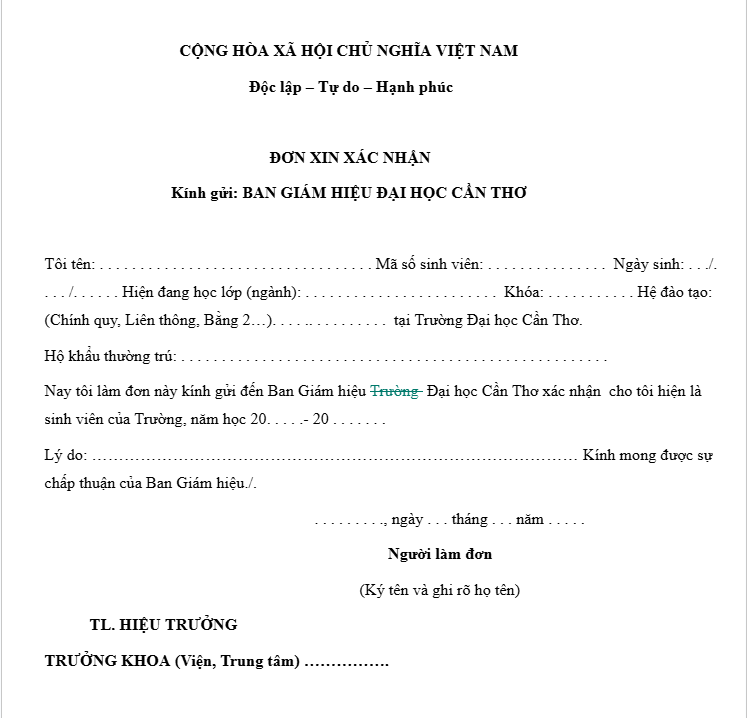 CỘNG HÒA XÃ HỘI CHỦ NGHĨA VIỆT NAM
Độc lập – Tự do – Hạnh phúc
ĐƠN XIN XÁC NHẬN
Kính gửi: BAN GIÁM HIỆU ĐẠI HỌC CẦN THƠ
Tôi tên: . . . . . . . . . . . . . . . . . . . . . . . . . . . . . . . . . Mã số sinh viên: . . . . . . . . . . . . . . . Ngày sinh: . . ./.
. . . /. . . . . . Hiện đang học lớp (ngành): . . . . . . . . . . . . . . . . . . . . . . . . Khóa: . . . . . . . . . . . Hệ đào tạo:
(Chính quy, Liên thông, Bằng 2…). . . . . .. . . . . . . . . . . tại Trường Đại học Cần Thơ.
Hộ khẩu thường trú: . . . . . . . . . . . . . . . . . . . . . . . . . . . . . . . . . . . . . . . . . . . . . . . . . . . .
Nay tôi làm đơn này kính gửi đến Ban Giám hiệu Trường Đại học Cần Thơ xác nhận cho tôi hiện là
sinh viên của Trường, năm học 20. . . . .- 20 . . . . . . .
Lý do: ……………………………………………………………………………… Kính mong được sự
chấp thuận của Ban Giám hiệu./.
. . . . . . . . ., ngày . . . tháng . . . năm . . . . .
Người làm đơn
(Ký tên và ghi rõ họ tên)
TL. HIỆU TRƯỞNG
TRƯỞNG KHOA (Viện, Trung tâm) …………….